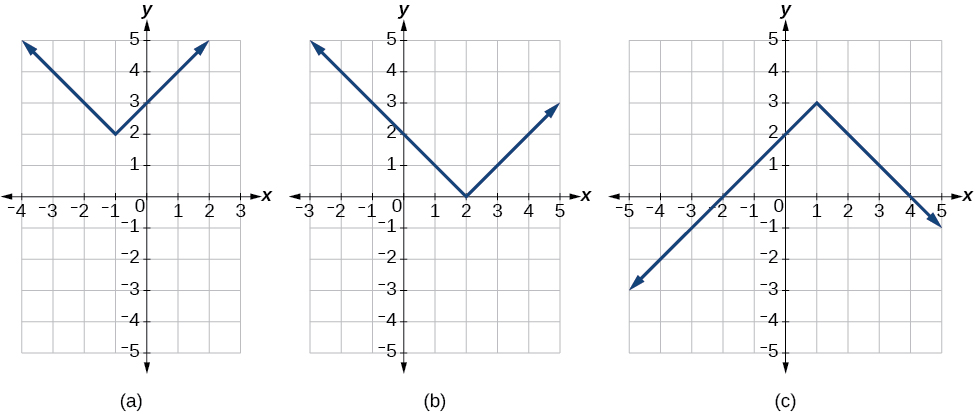 y y y
5 5 5
4 4 4
3 3 3
2 2 2
1 1 1
x x x
−4 −3 −2 −1 0 1 2 3 −3 −2 −1 0 1 2 3 4 5 −5 −4 −3 −2 −1 0 1 2 3 4 5
−1 −1 −1
−2 −2 −2
−3 −3 −3
−4 −4 −4
−5 −5 −5
(a) (b) (c)